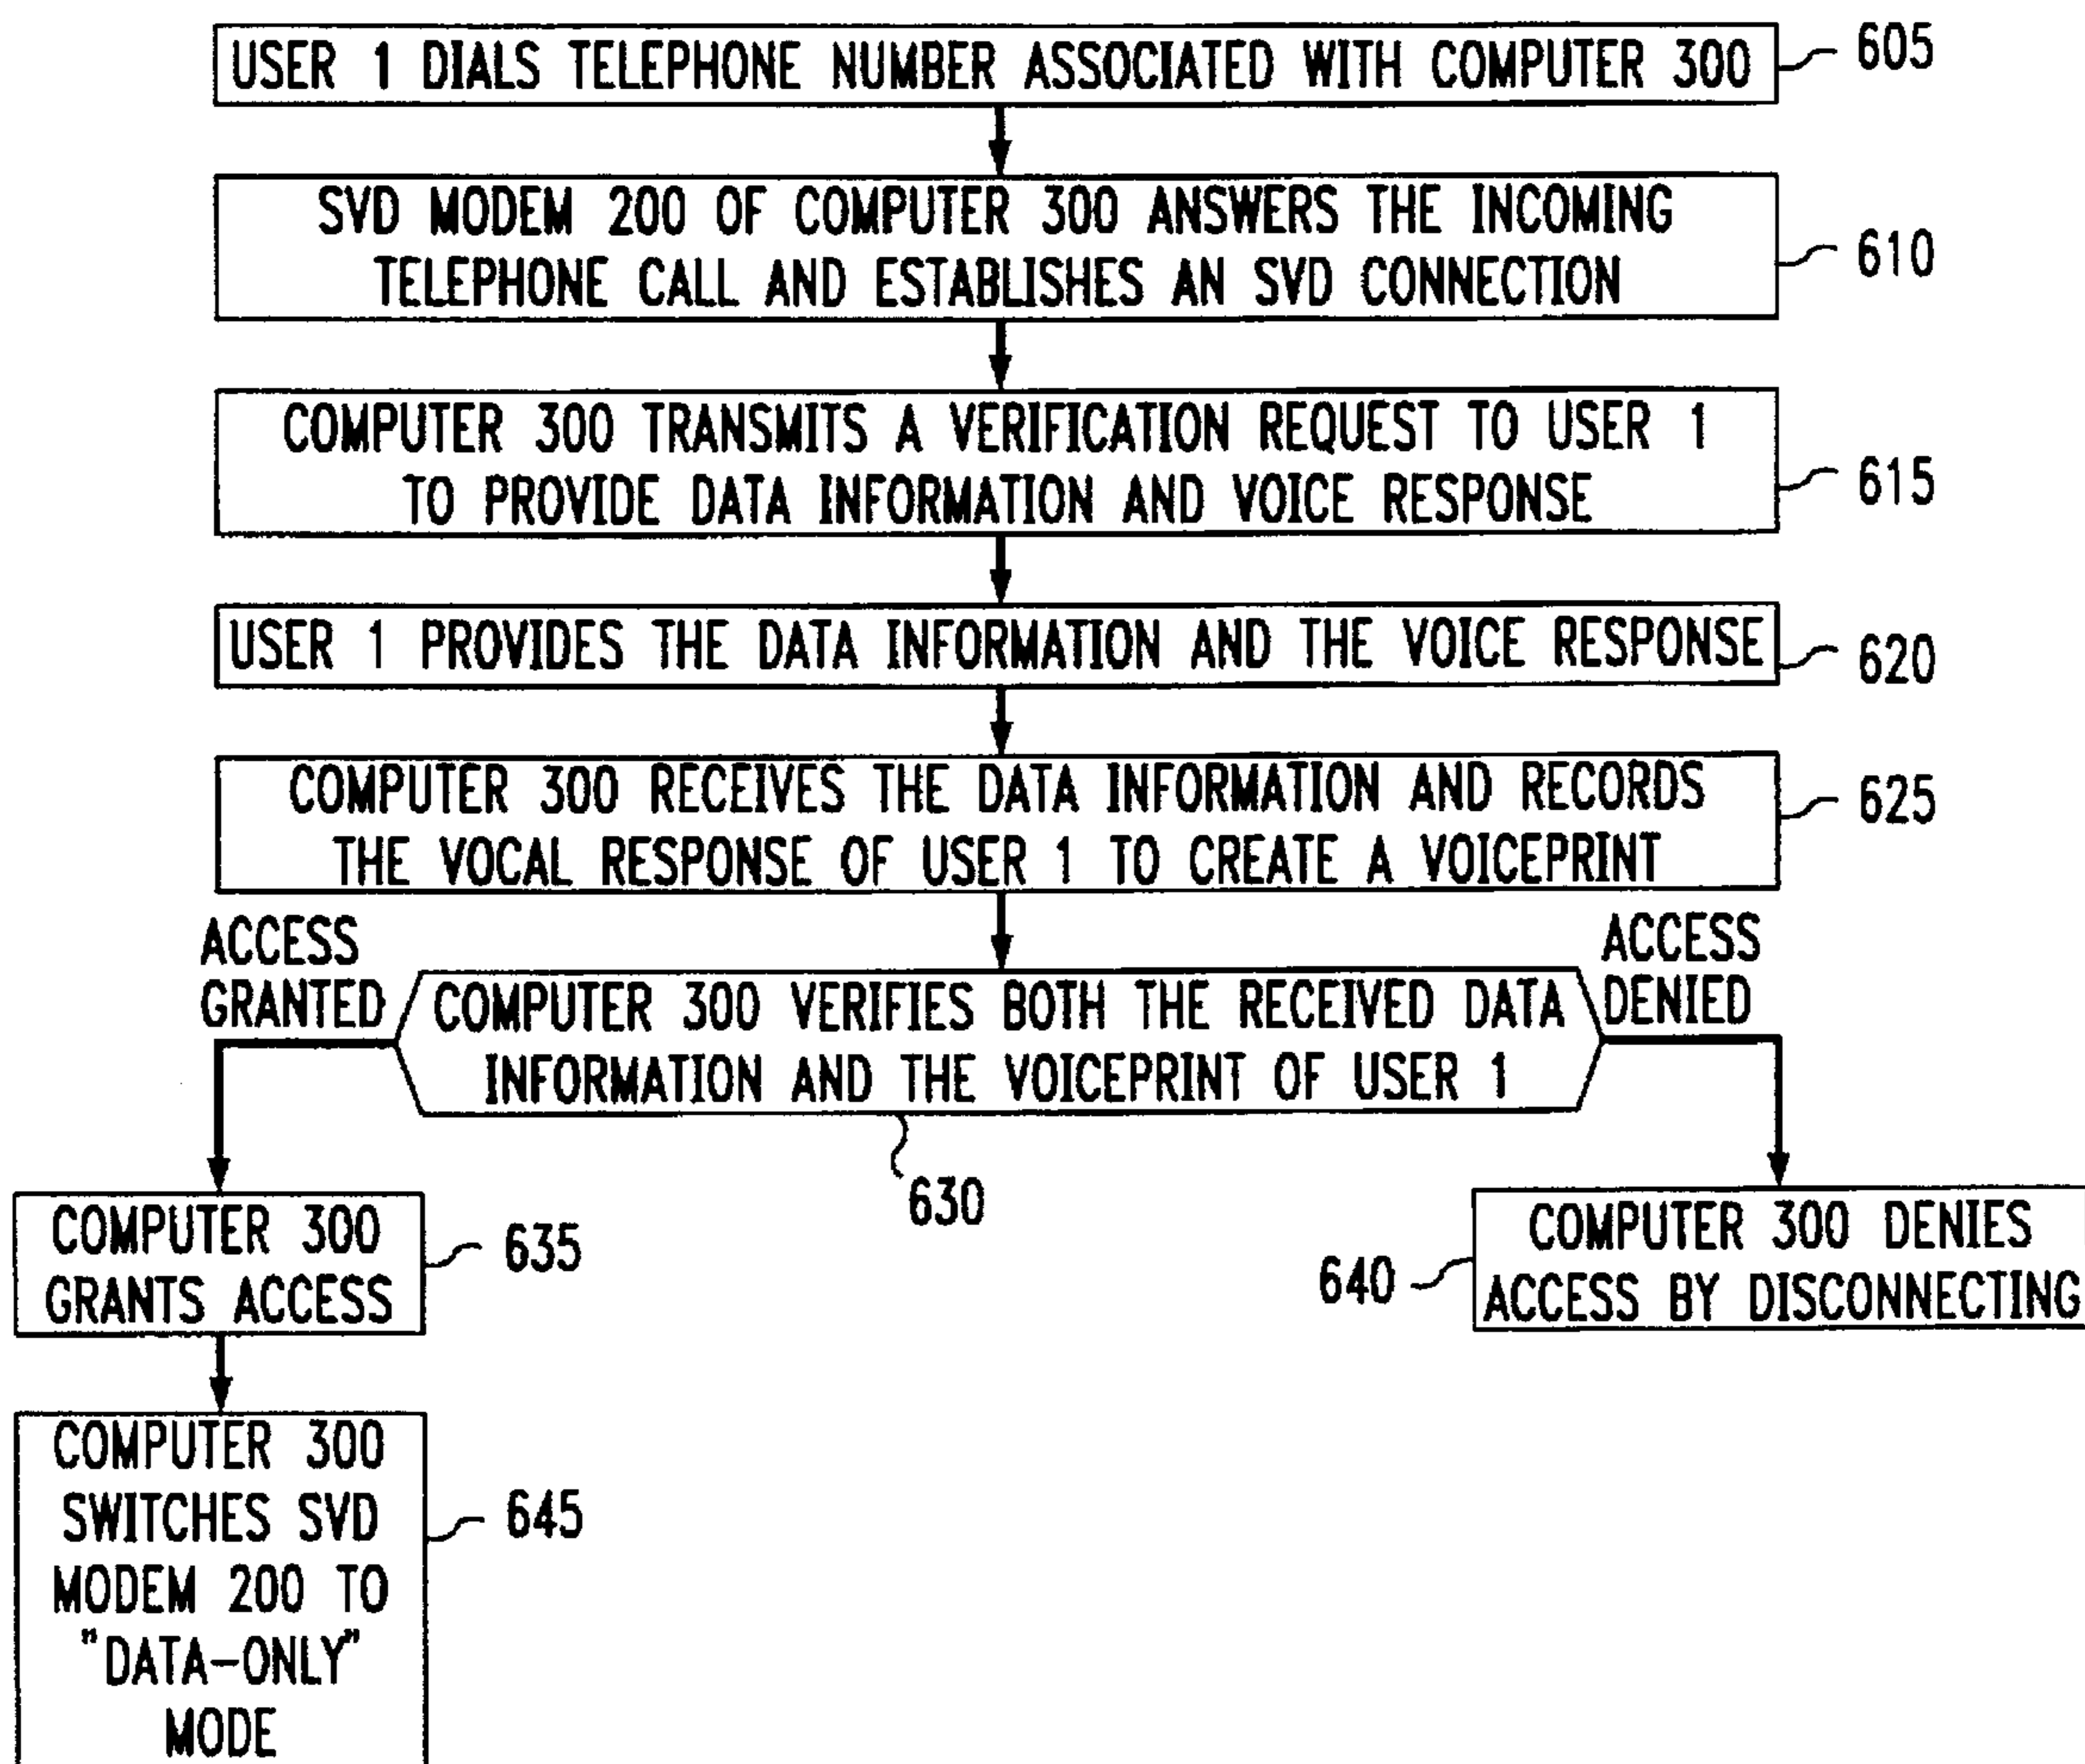 USER 1 DIALS TELEPHONE NUMBER ASSOCIATED WITH COMPUTER 300
605
SVD MODEM 200 OF COMPUTER 300 ANSWERS THE INCOMING
TELEPHONE CALL AND ESTABLISHES AN SVD CONNECTION
610
COMPUTER 300 TRANSMITS A VERIFICATION REQUEST TO USER 1
TO PROVIDE DATA INFORMATION AND VOICE RESPONSE
615
USER 1 PROVIDES THE DATA INFORMATION AND THE VOICE RESPONSE
620
COMPUTER 300 RECEIVES THE DATA INFORMATION AND RECORDS
THE VOCAL RESPONSE OF USER 1 TO CREATE A VOICEPRINT
625
ACCESS
GRANTED
COMPUTER 300 VERIFIES BOTH THE RECEIVED DATA
INFORMATION AND THE VOICEPRINT OF USER 1
630
ACCESS
DENIED
COMPUTER 300
GRANTS ACCESS
635
640
COMPUTER 300 DENIES
ACCESS BY DISCONNECTING
COMPUTER 300
SWITCHES SVD
MODEM 200 TO
"DATA-ONLY"
MODE
645